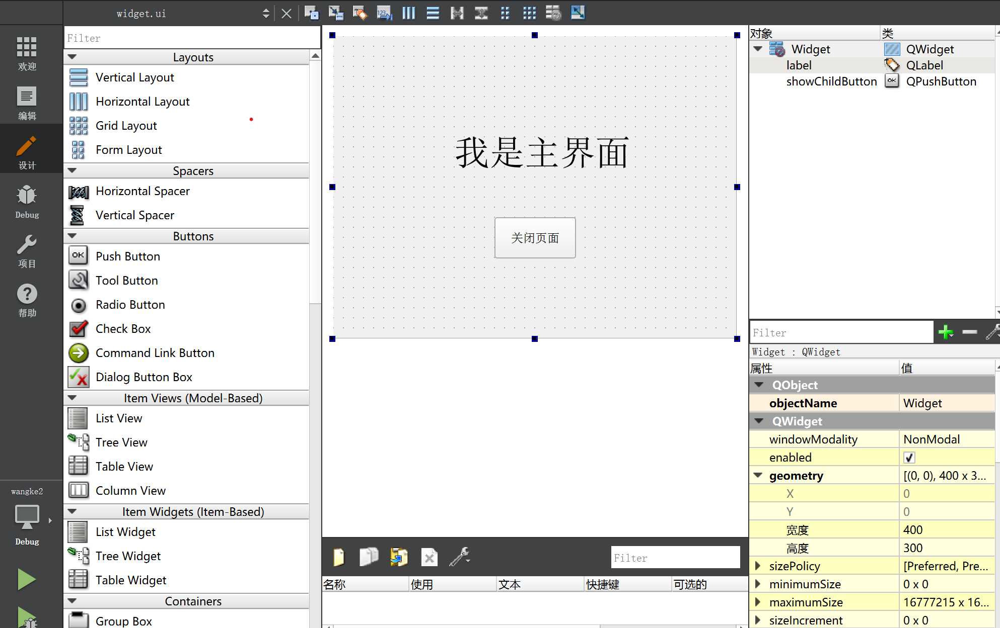 widget.ui
欢迎
编辑
设计
Debug
项目
帮助
wangke2
Debug
Filter
Layouts
Vertical Layout
Horizontal Layout
Grid Layout
Form Layout
Spacers
Horizontal Spacer
Vertical Spacer
Buttons
OK Push Button
Tool Button
Radio Button
Check Box
Command Link Button
Dialog Button Box
Item Views (Model-Based)
List View
Tree View
Table View
Column View
Item Widgets (Item-Based)
List Widget
Tree Widget
Table Widget
Containers
Group Box
123
我是主界面
关闭页面
Filter
名称 使用 文本 快捷键 可选的
对象 类
Widget QWidget
label QLabel
showChildButton OK QPushButton
Filter
Widget : QWidget
属性 值
QObject
objectName Widget
QWidget
windowModality NonModal
enabled
geometry [(0, 0), 400 x 3...
X 0
Y 0
宽度 400
高度 300
sizePolicy [Preferred, Pre...
minimumSize 0 x 0
maximumSize 16777215 x 16...
sizeIncrement 0 x 0